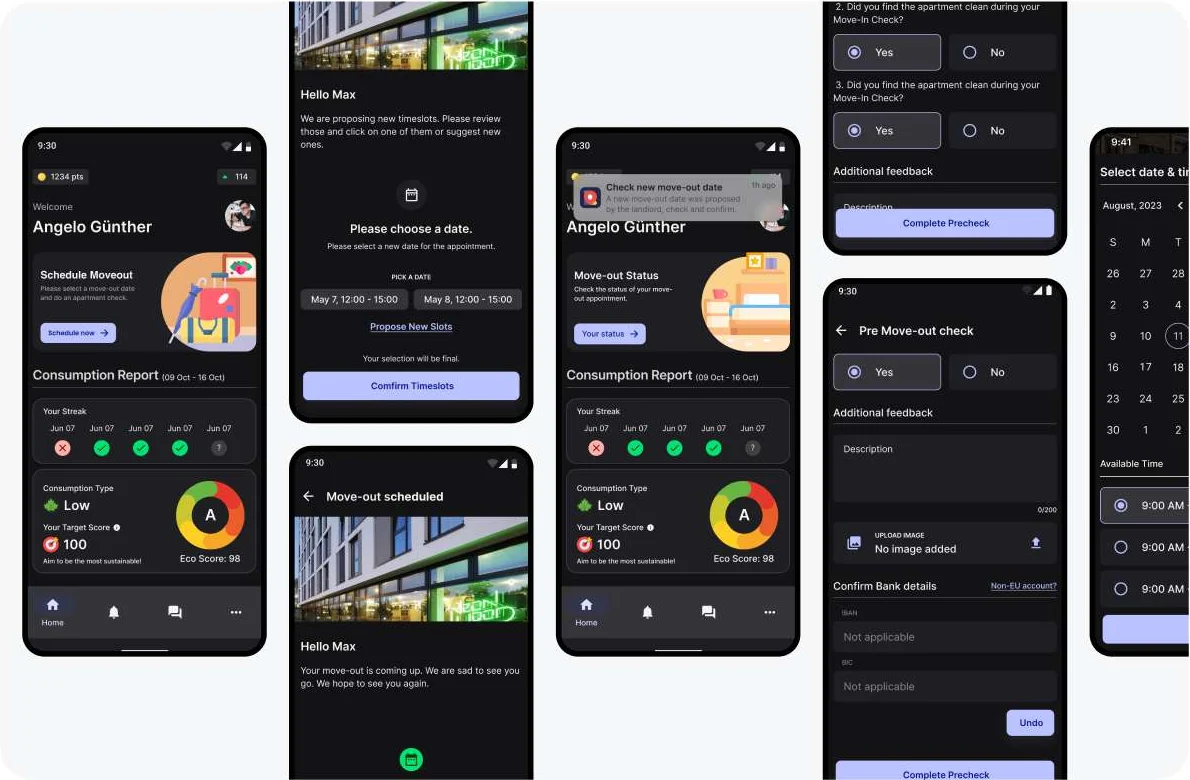 9:30
1234 pts
114
Welcome
Angelo Günther
Schedule Moveout
Please select a move-out date
and do an apartment check.
Schedule now
Consumption Report (09 Oct - 16 Oct)
Your Streak
Jun 07 Jun 07 Jun 07 Jun 07 Jun 07
?
Consumption Type
Low
Your Target Score
100
Aim to be the most sustainable!
A
Eco Score: 98
Home
Hello Max
We are proposing new timeslots. Please review
those and click on one of them or suggest new
ones.
Please choose a date.
Please select a new date for the appointment.
PICK A DATE
May 7, 12:00 - 15:00 May 8, 12:00 - 15:00
Propose New Slots
Your selection will be final.
Comfirm Timeslots
9:30
Move-out scheduled
Hello Max
Your move-out is coming up. We are sad to see you
go. We hope to see you again.
9:30
Check new move-out date
1h ago
A new move-out date was proposed
by the landlord, check and confirm.
Angelo Günther
Move-out Status
Check the status of your move-
out appointment.
Your status
Consumption Report (09 Oct - 16 Oct)
Your Streak
Jun 07 Jun 07 Jun 07 Jun 07 Jun 07
?
Consumption Type
Low
Your Target Score
100
Aim to be the most sustainable!
A
Eco Score: 98
Home
2. Did you find the apartment clean during your
Move-In Check?
Yes No
3. Did you find the apartment clean during your
Move-In Check?
Yes No
Additional feedback
Description
Complete Precheck
9:30
Pre Move-out check
Yes No
Additional feedback
Description
0/200
UPLOAD IMAGE
No image added
Confirm Bank details
Non-EU account?
IBAN
Not applicable
BIC
Not applicable
Undo
Complete Precheck
9:41
Select date & ti
August, 2023
S M T
26 27 28
2 3 4
9 10 11
16 17 18
23 24 25
30 1 2
Available Time
9:00 AM
9:00 AM
9:00 AM